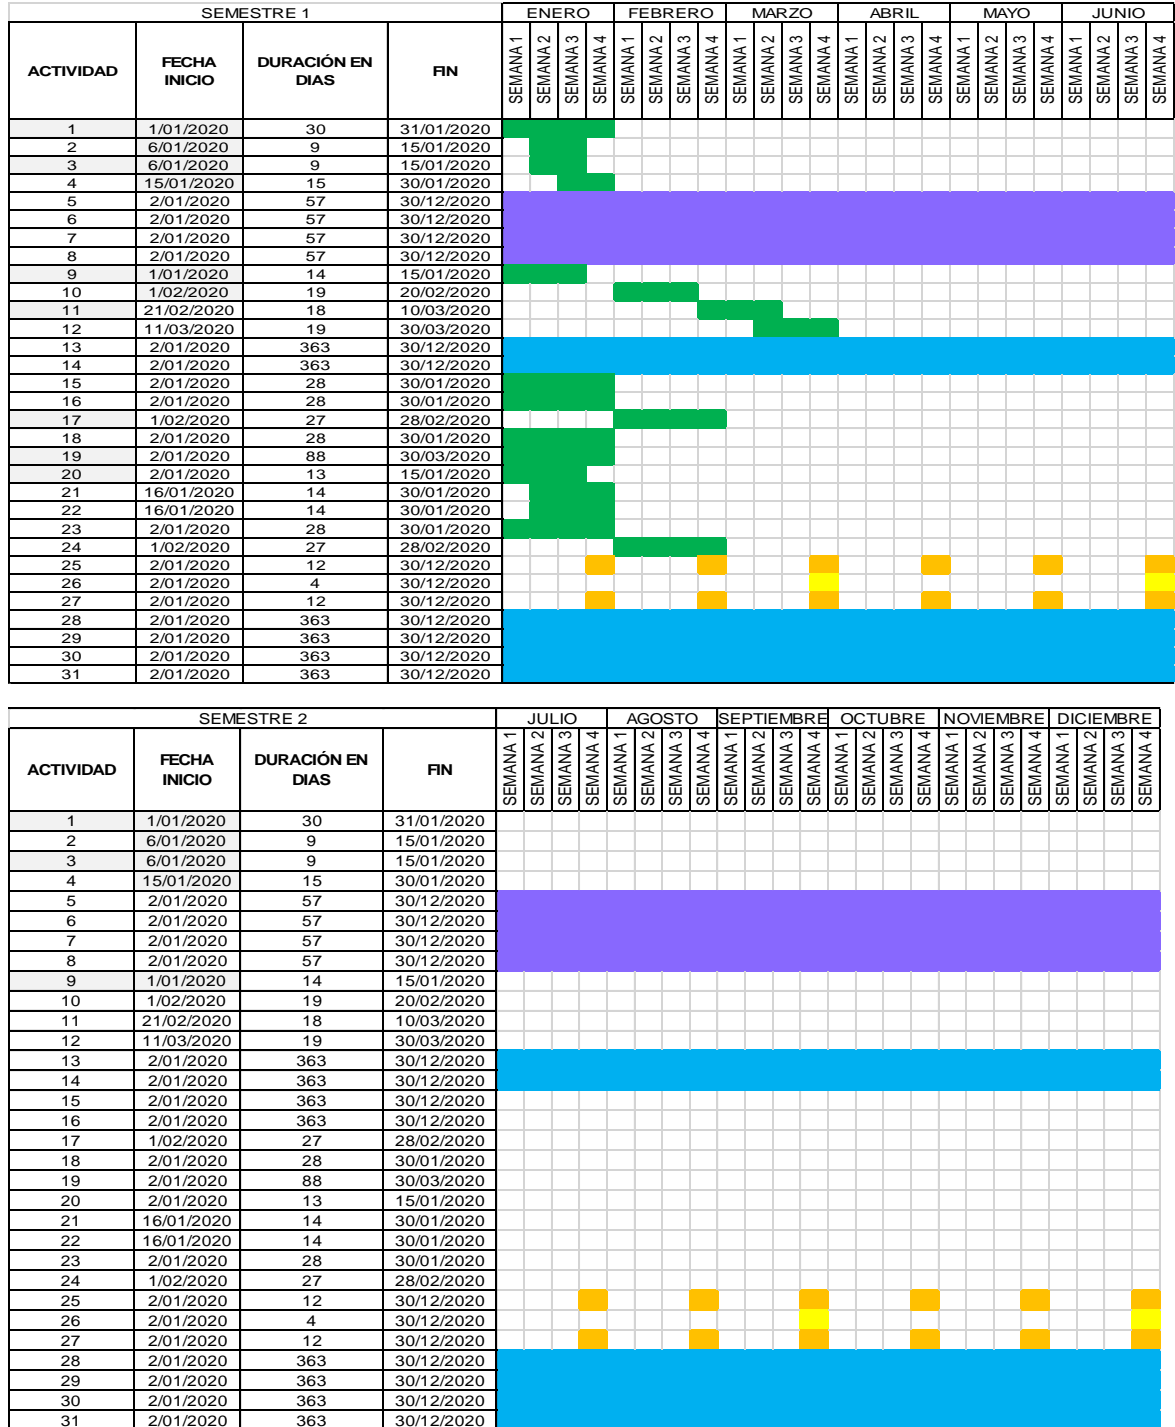 SEMESTRE 1 ENERO FEBRERO MARZO ABRIL MAYO JUNIO
ACTIVIDAD FECHA INICIO DURACIÓN EN DIAS FIN SEMANA 1 SEMANA 2 SEMANA 3 SEMANA 4 SEMANA 1 SEMANA 2 SEMANA 3 SEMANA 4 SEMANA 1 SEMANA 2 SEMANA 3 SEMANA 4 SEMANA 1 SEMANA 2 SEMANA 3 SEMANA 4 SEMANA 1 SEMANA 2 SEMANA 3 SEMANA 4 SEMANA 1 SEMANA 2 SEMANA 3 SEMANA 4
1 1/01/2020 30 31/01/2020
2 6/01/2020 9 15/01/2020
3 6/01/2020 9 15/01/2020
4 15/01/2020 15 30/01/2020
5 2/01/2020 57 30/12/2020
6 2/01/2020 57 30/12/2020
7 2/01/2020 57 30/12/2020
8 2/01/2020 57 30/12/2020
9 1/01/2020 14 15/01/2020
10 1/02/2020 19 20/02/2020
11 21/02/2020 18 10/03/2020
12 11/03/2020 19 30/03/2020
13 2/01/2020 363 30/12/2020
14 2/01/2020 363 30/12/2020
15 2/01/2020 28 30/01/2020
16 2/01/2020 28 30/01/2020
17 1/02/2020 27 28/02/2020
18 2/01/2020 28 30/01/2020
19 2/01/2020 88 30/03/2020
20 2/01/2020 13 15/01/2020
21 16/01/2020 14 30/01/2020
22 16/01/2020 14 30/01/2020
23 2/01/2020 28 30/01/2020
24 1/02/2020 27 28/02/2020
25 2/01/2020 12 30/12/2020
26 2/01/2020 4 30/12/2020
27 2/01/2020 12 30/12/2020
28 2/01/2020 363 30/12/2020
29 2/01/2020 363 30/12/2020
30 2/01/2020 363 30/12/2020
31 2/01/2020 363 30/12/2020
SEMESTRE 2 JULIO AGOSTO SEPTIEMBRE OCTUBRE NOVIEMBRE DICIEMBRE
ACTIVIDAD FECHA INICIO DURACIÓN EN DIAS FIN SEMANA 1 SEMANA 2 SEMANA 3 SEMANA 4 SEMANA 1 SEMANA 2 SEMANA 3 SEMANA 4 SEMANA 1 SEMANA 2 SEMANA 3 SEMANA 4 SEMANA 1 SEMANA 2 SEMANA 3 SEMANA 4 SEMANA 1 SEMANA 2 SEMANA 3 SEMANA 4 SEMANA 1 SEMANA 2 SEMANA 3 SEMANA 4
1 1/01/2020 30 31/01/2020
2 6/01/2020 9 15/01/2020
3 6/01/2020 9 15/01/2020
4 15/01/2020 15 30/01/2020
5 2/01/2020 57 30/12/2020
6 2/01/2020 57 30/12/2020
7 2/01/2020 57 30/12/2020
8 2/01/2020 57 30/12/2020
9 1/01/2020 14 15/01/2020
10 1/02/2020 19 20/02/2020
11 21/02/2020 18 10/03/2020
12 11/03/2020 19 30/03/2020
13 2/01/2020 363 30/12/2020
14 2/01/2020 363 30/12/2020
15 2/01/2020 363 30/12/2020
16 2/01/2020 363 30/12/2020
17 1/02/2020 27 28/02/2020
18 2/01/2020 28 30/01/2020
19 2/01/2020 88 30/03/2020
20 2/01/2020 13 15/01/2020
21 16/01/2020 14 30/01/2020
22 16/01/2020 14 30/01/2020
23 2/01/2020 28 30/01/2020
24 1/02/2020 27 28/02/2020
25 2/01/2020 12 30/12/2020
26 2/01/2020 4 30/12/2020
27 2/01/2020 12 30/12/2020
28 2/01/2020 363 30/12/2020
29 2/01/2020 363 30/12/2020
30 2/01/2020 363 30/12/2020
31 2/01/2020 363 30/12/2020